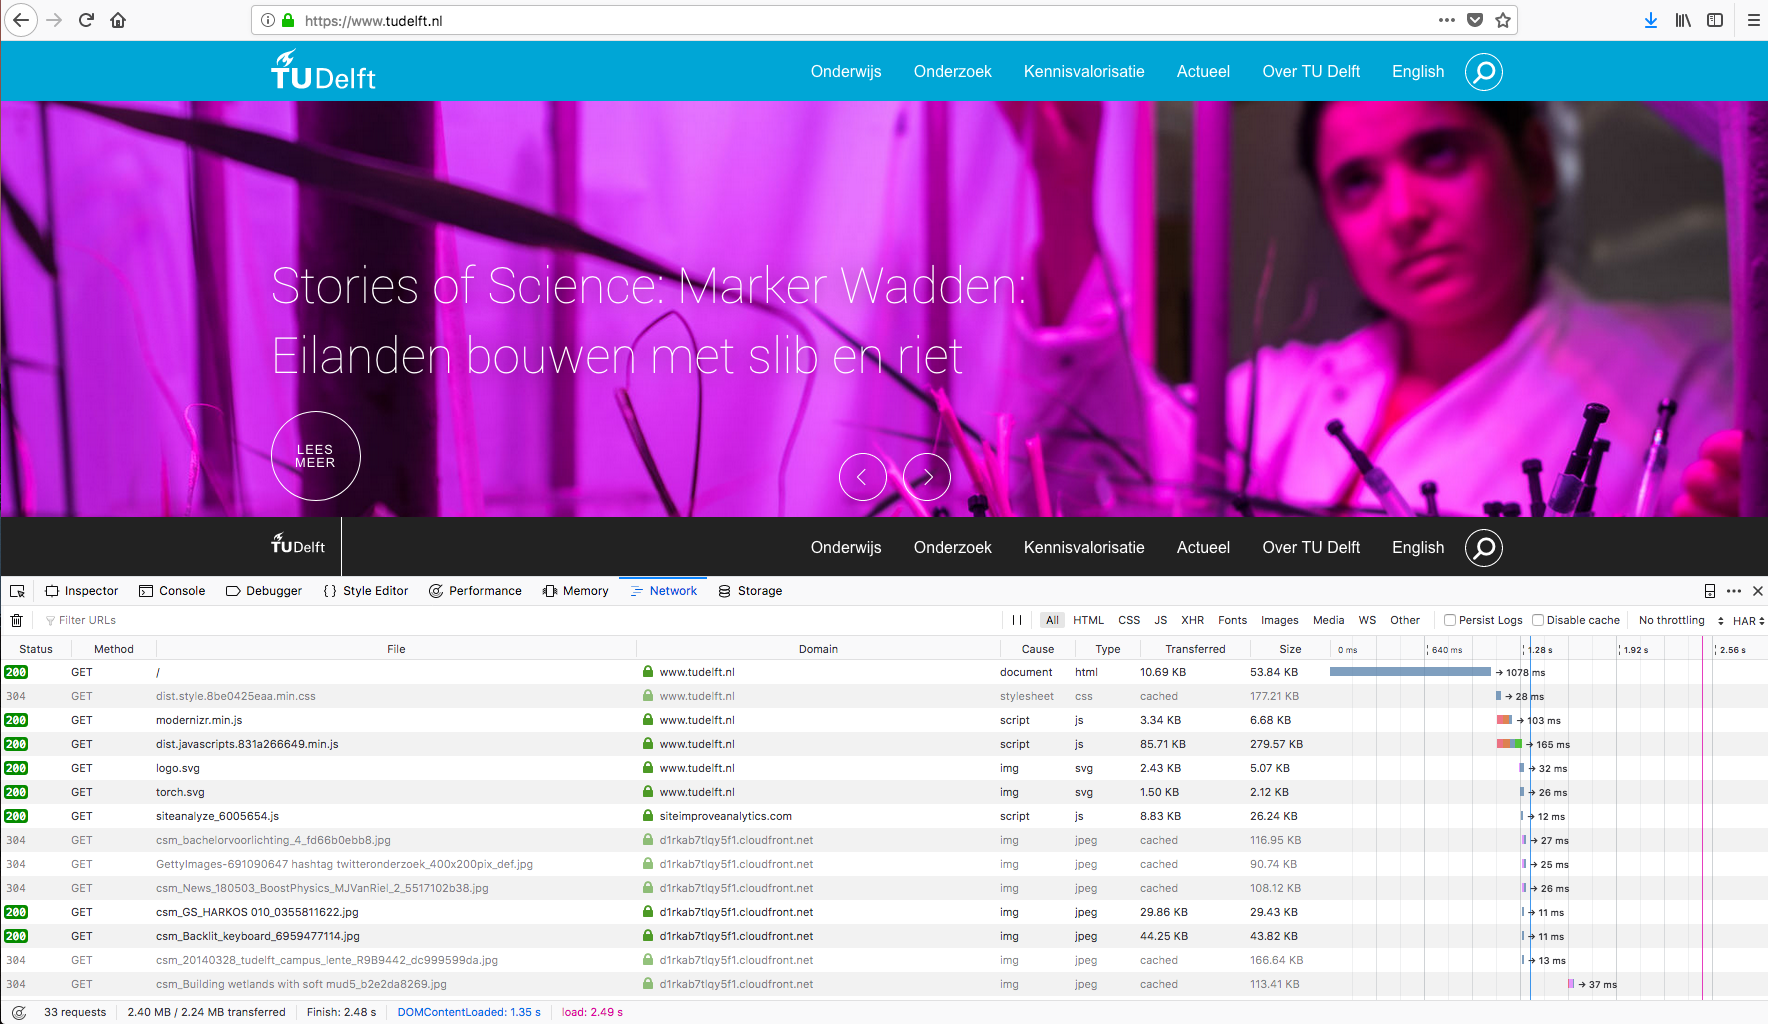 https://www.tudelft.nl
TU Delft
Onderwijs Onderzoek Kennisvalorisatie Actueel Over TU Delft English
Stories of Science: Marker Wadden:
Eilanden bouwen met slib en riet
LEES
MEER
TU Delft
Onderwijs Onderzoek Kennisvalorisatie Actueel Over TU Delft English
Inspector Console Debugger { } Style Editor Performance Memory Network Storage
Filter URLs All HTML CSS JS XHR Fonts Images Media WS Other Persist Logs Disable cache No throttling HAR
Status Method File Domain Cause Type Transferred Size 0 ms 640 ms 1.28 s 1.92 s 2.56 s
200 GET / www.tudelft.nl document html 10.69 KB 53.84 KB → 1078 ms
304 GET dist.style.8be0425eaa.min.css www.tudelft.nl stylesheet css cached 177.21 KB → 28 ms
200 GET modernizr.min.js www.tudelft.nl script js 3.34 KB 6.68 KB → 103 ms
200 GET dist.javascripts.831a266649.min.js www.tudelft.nl script js 85.71 KB 279.57 KB → 165 ms
200 GET logo.svg www.tudelft.nl img svg 2.43 KB 5.07 KB → 32 ms
200 GET torch.svg www.tudelft.nl img svg 1.50 KB 2.12 KB → 26 ms
200 GET siteanalyze_6005654.js siteimproveanalytics.com script js 8.83 KB 26.24 KB → 12 ms
304 GET csm_bachelorvoorlichting_4_fd66b0ebb8.jpg d1rkab7tlqy5f1.cloudfront.net img jpeg cached 116.95 KB → 27 ms
304 GET GettyImages-691090647 hashtag twitteronderzoek_400x200pix_def.jpg d1rkab7tlqy5f1.cloudfront.net img jpeg cached 90.74 KB → 25 ms
304 GET csm_News_180503_BoostPhysics_MJVanRiel_2_5517102b38.jpg d1rkab7tlqy5f1.cloudfront.net img jpeg cached 108.12 KB → 26 ms
200 GET csm_GS_HARKOS 010_0355811622.jpg d1rkab7tlqy5f1.cloudfront.net img jpeg 29.86 KB 29.43 KB → 11 ms
200 GET csm_Backlit_keyboard_6959477114.jpg d1rkab7tlqy5f1.cloudfront.net img jpeg 44.25 KB 43.82 KB → 11 ms
304 GET csm_20140328_tudelft_campus_lente_R9B9442_dc999599da.jpg d1rkab7tlqy5f1.cloudfront.net img jpeg cached 166.64 KB → 13 ms
304 GET csm_Building wetlands with soft mud5_b2e2da8269.jpg d1rkab7tlqy5f1.cloudfront.net img jpeg cached 113.41 KB → 37 ms
33 requests 2.40 MB / 2.24 MB transferred Finish: 2.48 s DOMContentLoaded: 1.35 s load: 2.49 s